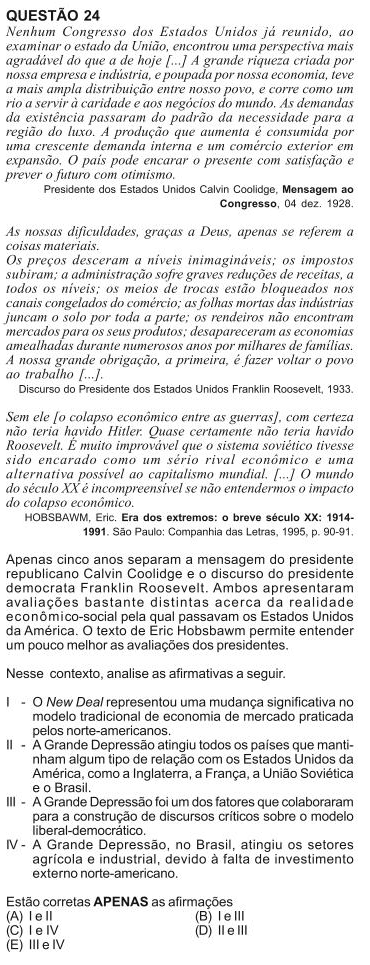 QUESTÃO 24
Nenhum Congresso dos Estados Unidos já reunido, ao
examinar o estado da União, encontrou uma perspectiva mais
agradável do que a de hoje [...] A grande riqueza criada por
nossa empresa e indústria, e poupada por nossa economia, teve
a mais ampla distribuição entre nosso povo, e corre como um
rio a servir à caridade e aos negócios do mundo. As demandas
da existência passaram do padrão da necessidade para a
região do luxo. A produção que aumenta é consumida por
uma crescente demanda interna e um comércio exterior em
expansão. O país pode encarar o presente com satisfação e
prever o futuro com otimismo.
Presidente dos Estados Unidos Calvin Coolidge, Mensagem ao
Congresso, 04 dez. 1928.
As nossas dificuldades, graças a Deus, apenas se referem a
coisas materiais.
Os preços desceram a níveis inimagináveis; os impostos
subiram; a administração sofre graves reduções de receitas, a
todos os níveis; os meios de trocas estão bloqueados nos
canais congelados do comércio; as folhas mortas das indústrias
juncam o solo por toda a parte; os rendeiros não encontram
mercados para os seus produtos; desapareceram as economias
amealhadas durante numerosos anos por milhares de famílias.
A nossa grande obrigação, a primeira, é fazer voltar o povo
ao trabalho [...].
Discurso do Presidente dos Estados Unidos Franklin Roosevelt, 1933.
Sem ele [o colapso econômico entre as guerras], com certeza
não teria havido Hitler. Quase certamente não teria havido
Roosevelt. É muito improvável que o sistema soviético tivesse
sido encarado como um sério rival econômico e uma
alternativa possível ao capitalismo mundial. [...] O mundo
do século XX é incompreensível se não entendermos o impacto
do colapso econômico.
HOBSBAWM, Eric. Era dos extremos: o breve século XX: 1914-
1991. São Paulo: Companhia das Letras, 1995, p. 90-91.
Apenas cinco anos separam a mensagem do presidente
republicano Calvin Coolidge e o discurso do presidente
democrata Franklin Roosevelt. Ambos apresentaram
avaliações bastante distintas acerca da realidade
econômico-social pela qual passavam os Estados Unidos
da América. O texto de Eric Hobsbawm permite entender
um pouco melhor as avaliações dos presidentes.
Nesse contexto, analise as afirmativas a seguir.
I - O New Deal representou uma mudança significativa no
modelo tradicional de economia de mercado praticada
pelos norte-americanos.
II - A Grande Depressão atingiu todos os países que manti-
nham algum tipo de relação com os Estados Unidos da
América, como a Inglaterra, a França, a União Soviética
e o Brasil.
III - A Grande Depressão foi um dos fatores que colaboraram
para a construção de discursos críticos sobre o modelo
liberal-democrático.
IV - A Grande Depressão, no Brasil, atingiu os setores
agrícola e industrial, devido à falta de investimento
externo norte-americano.
Estão corretas APENAS as afirmações
(A) I e II (B) I e III
(C) I e IV (D) II e III
(E) III e IV